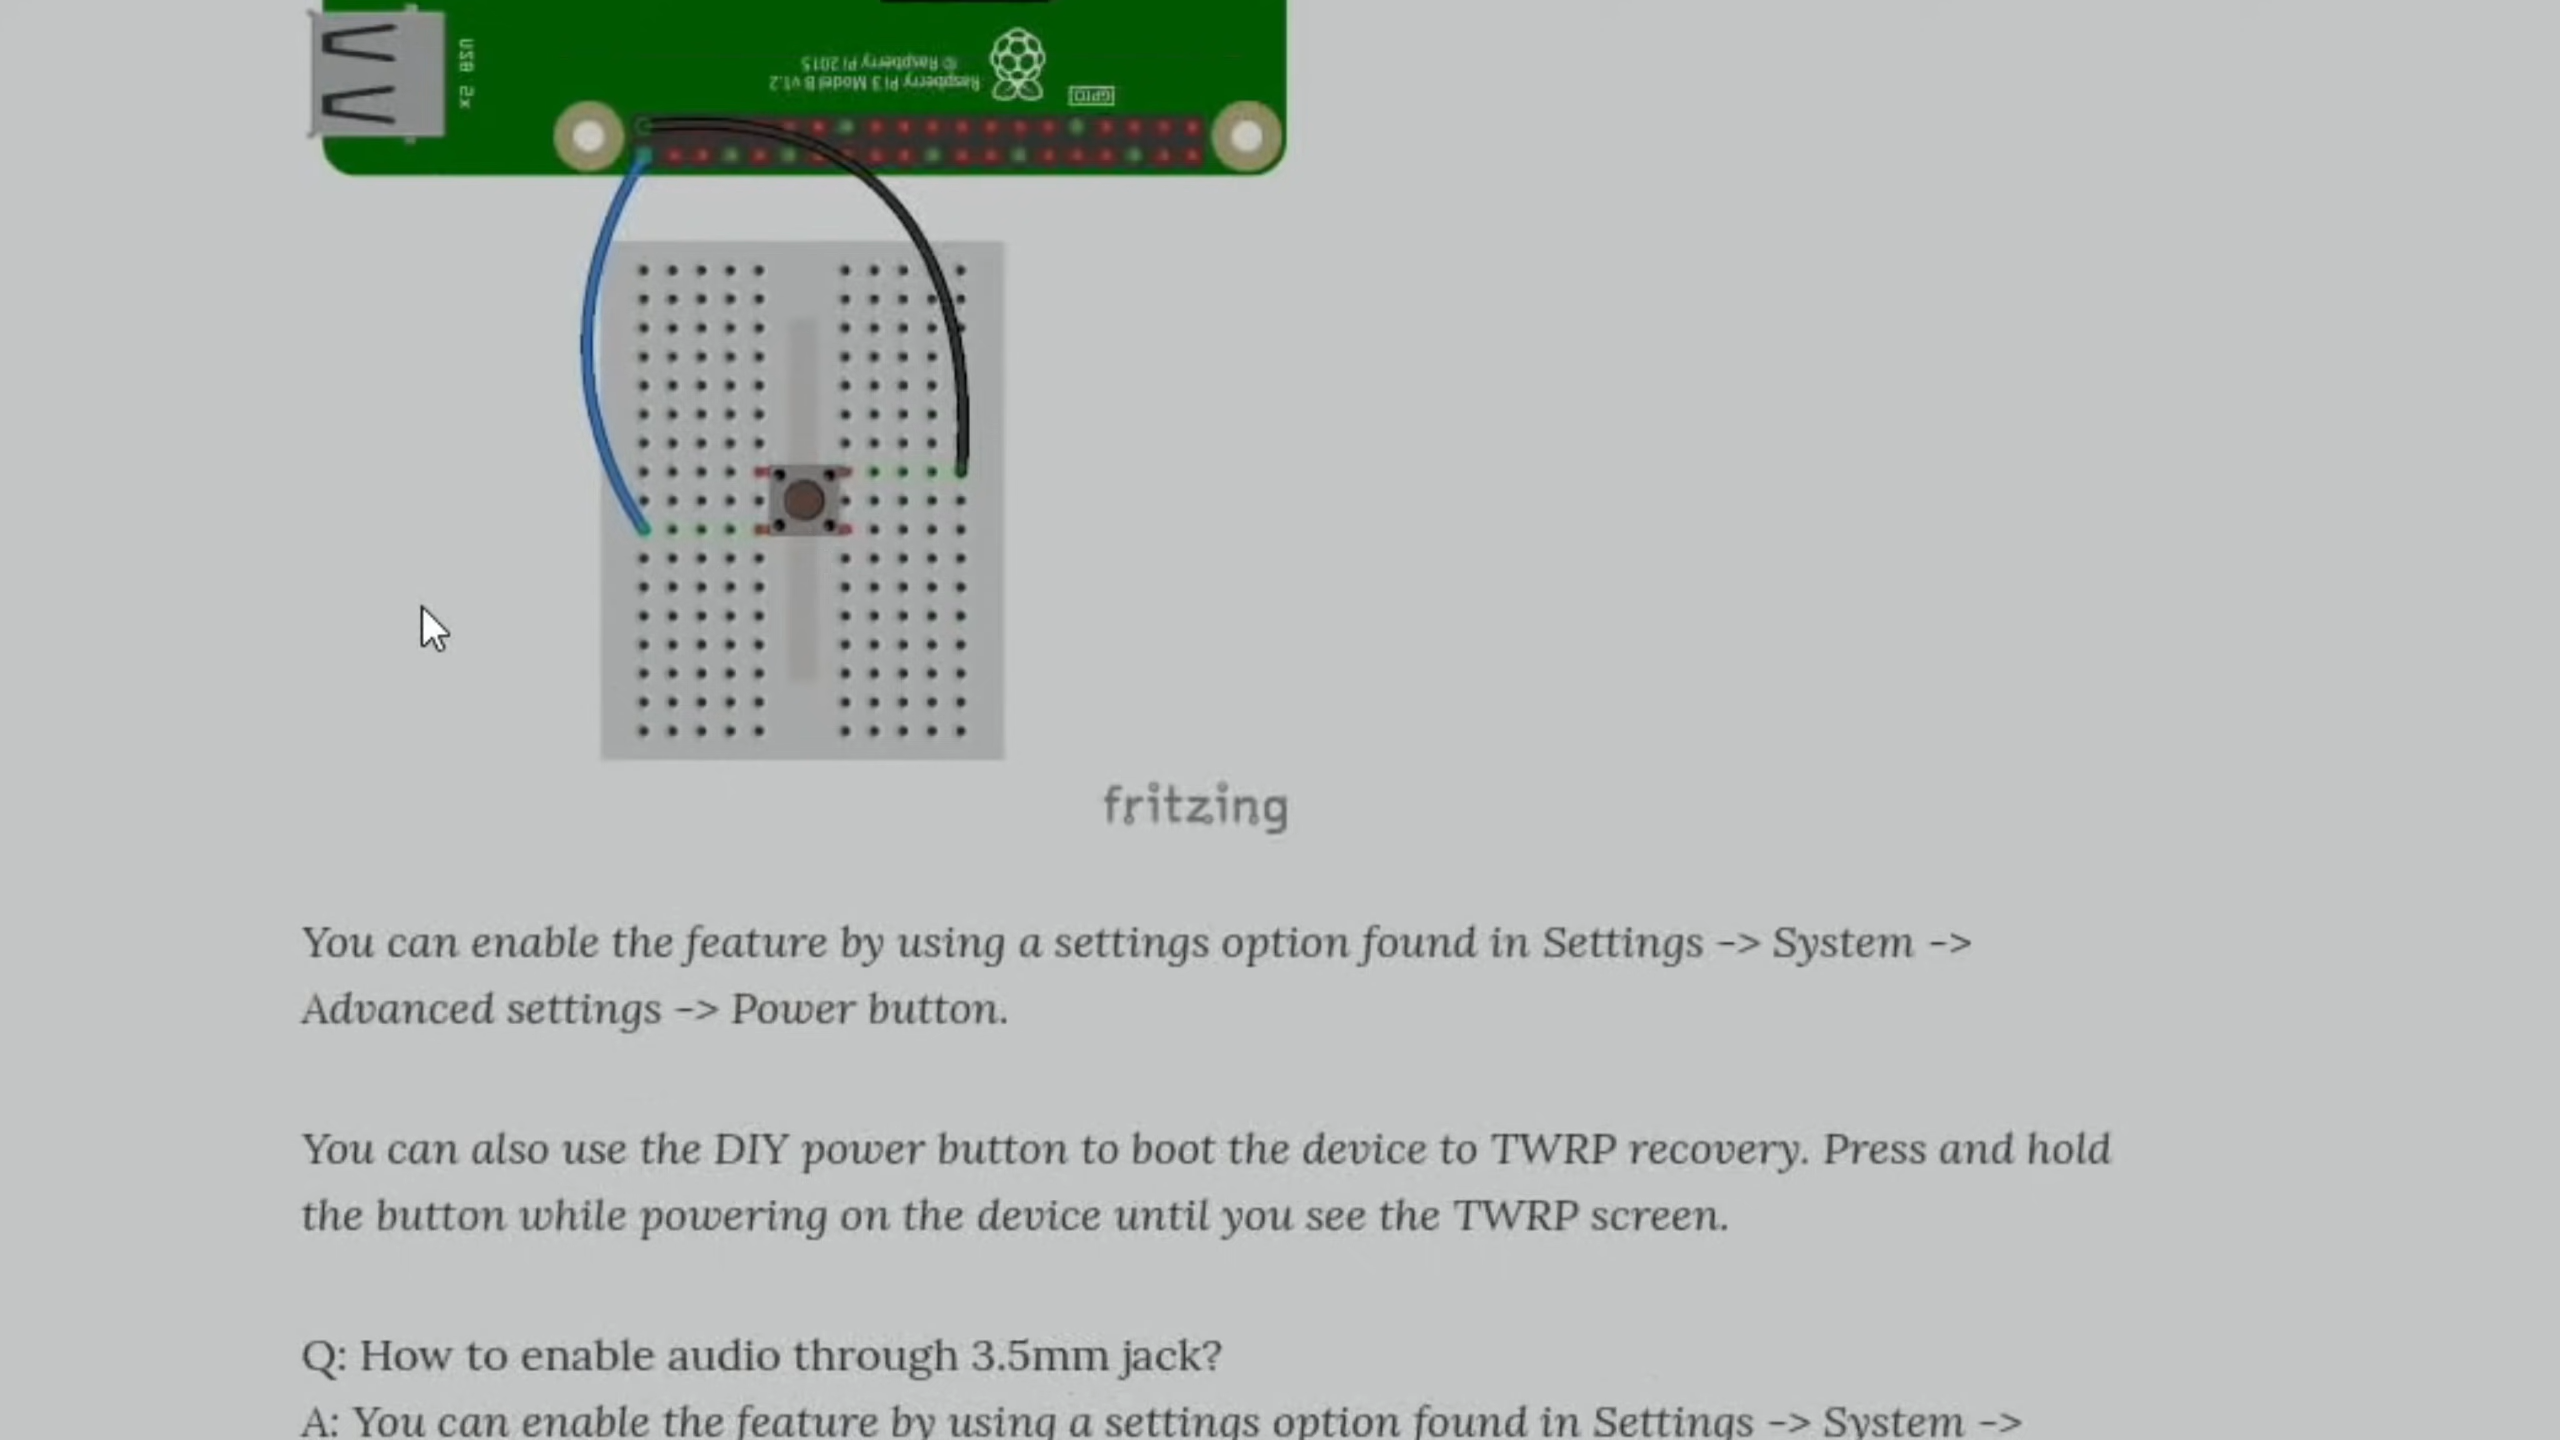 USB 2x
© Raspberry Pi 2015
Raspberry Pi 3 Model B v1.2
GPIO
fritzing
You can enable the feature by using a settings option found in Settings -> System ->
Advanced settings -> Power button.
You can also use the DIY power button to boot the device to TWRP recovery. Press and hold
the button while powering on the device until you see the TWRP screen.
Q: How to enable audio through 3.5mm jack?
A: You can enable the feature by using a settings option found in Settings -> System ->